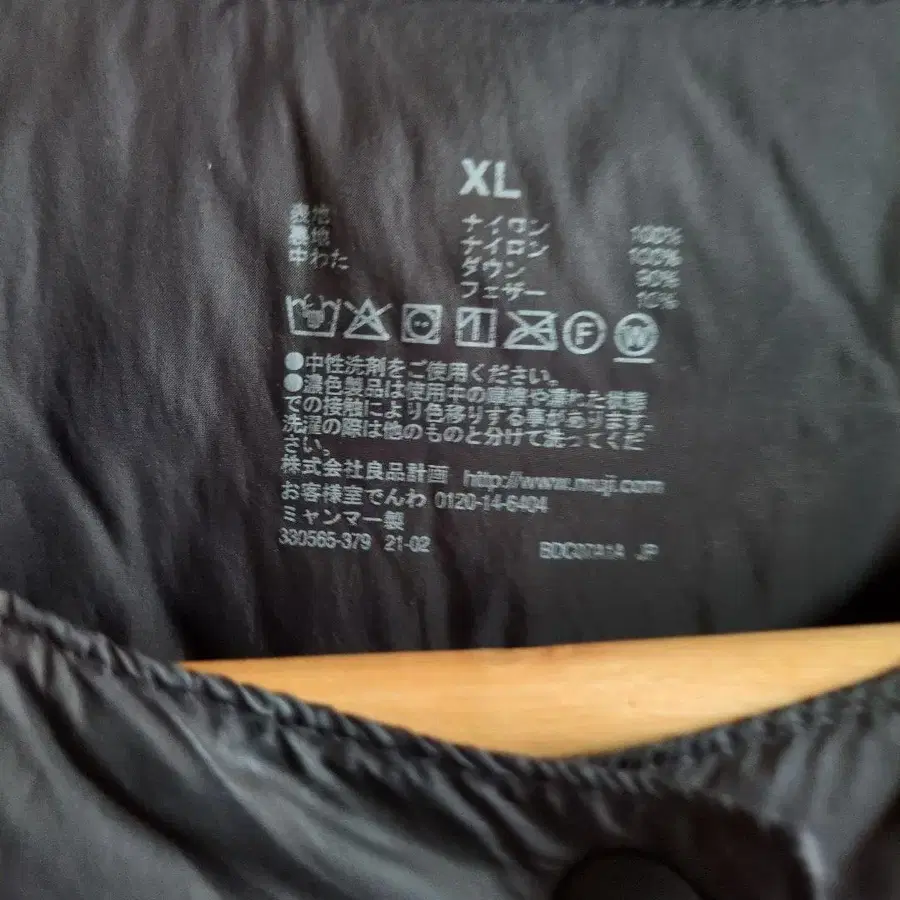 XL
表地 ナイロン 100%
裏地 ナイロン 100%
中わた ダウン 90%
フェザー 10%
F W
●中性洗剤をご使用ください。
●濃色製品は使用中の摩擦や濡れた状態
での接触により色移りする事があります。
洗濯の際は他のものと分けて洗ってくだ
さい。
株式会社良品計画 http://www.muji.com
お客様室でんわ 0120-14-6404
ミャンマー製
330565-379 21-02 JP